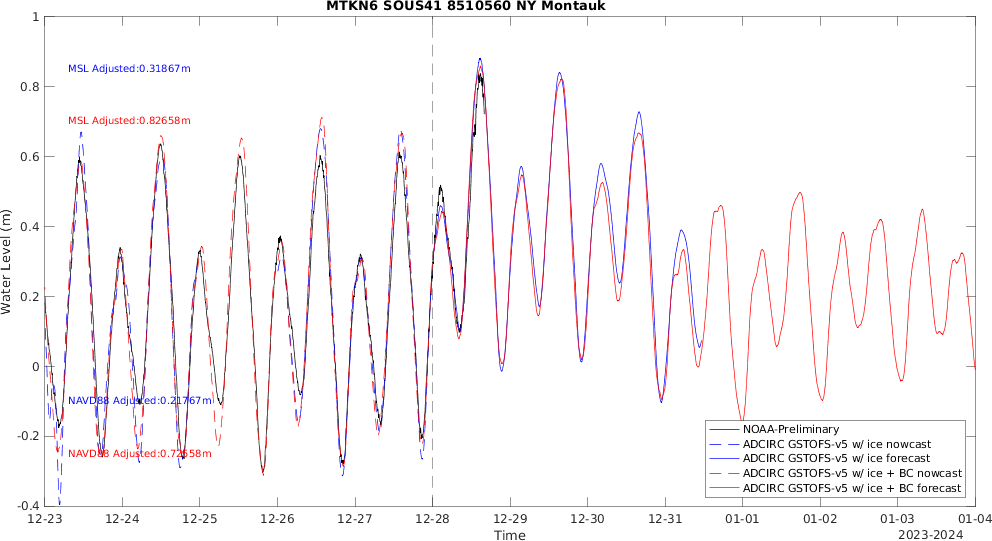 MTKN6 SOUS41 8510560 NY Montauk
1
0.8
0.6
0.4
0.2
0
-0.2
-0.4
Water Level (m)
MSL Adjusted:0.31867m
MSL Adjusted:0.82658m
NAVD88 Adjusted:0.21767m
NAVD88 Adjusted:0.72558m
NOAA-Preliminary
ADCIRC GSTOFS-v5 w/ ice nowcast
ADCIRC GSTOFS-v5 w/ ice forecast
ADCIRC GSTOFS-v5 w/ ice + BC nowcast
ADCIRC GSTOFS-v5 w/ ice + BC forecast
12-23 12-24 12-25 12-26 12-27 12-28 12-29 12-30 12-31 01-01 01-02 01-03 01-04
Time
2023-2024